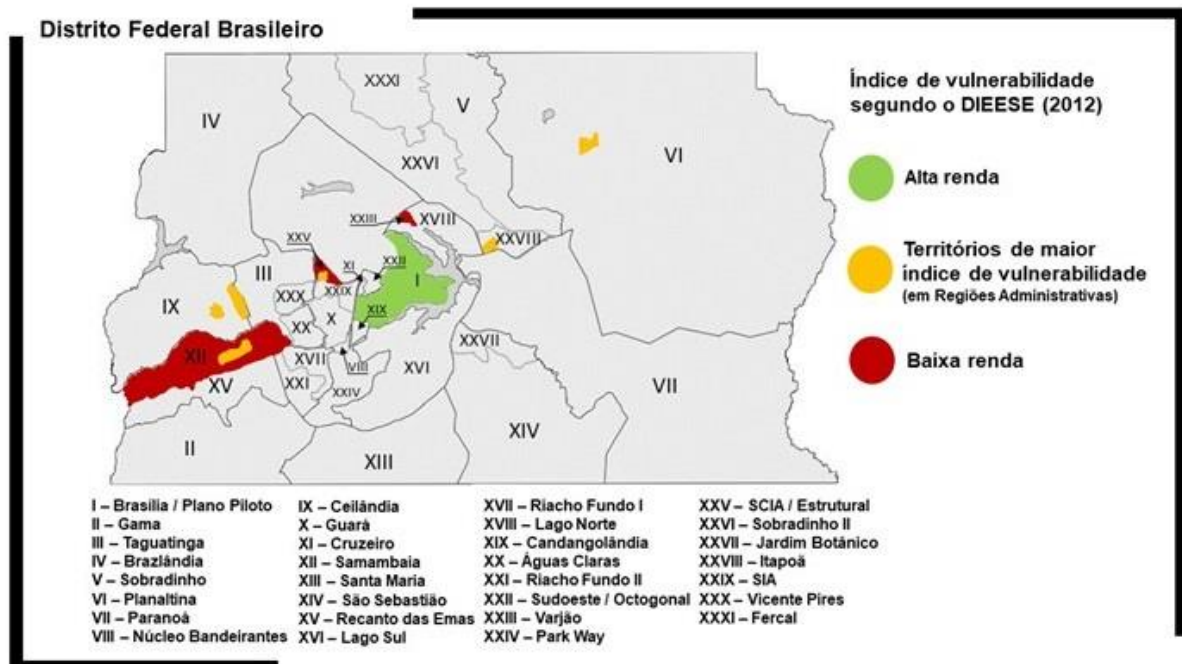 Distrito Federal Brasileiro
XXXI
V
IV
VI
XXVI
XXIII
XVIII
XXVIII
XXV
XI
XXII
III
I
XXIX
IX
XXX
X
XIX
XX
XII
XVII
VIII
XVI
XXVII
XV
XXI
XXIV
VII
II
XIII
XIV
Índice de vulnerabilidade
segundo o DIEESE (2012)
Alta renda
Territórios de maior
índice de vulnerabilidade
(em Regiões Administrativas)
Baixa renda
I – Brasília / Plano Piloto
II – Gama
III – Taguatinga
IV – Brazlândia
V – Sobradinho
VI – Planaltina
VII – Paranoá
VIII – Núcleo Bandeirantes
IX – Ceilândia
X – Guará
XI – Cruzeiro
XII – Samambaia
XIII – Santa Maria
XIV – São Sebastião
XV – Recanto das Emas
XVI – Lago Sul
XVII – Riacho Fundo I
XVIII – Lago Norte
XIX – Candangolândia
XX – Águas Claras
XXI – Riacho Fundo II
XXII – Sudoeste / Octogonal
XXIII – Varjão
XXIV – Park Way
XXV – SCIA / Estrutural
XXVI – Sobradinho II
XXVII – Jardim Botânico
XXVIII – Itapoã
XXIX – SIA
XXX – Vicente Pires
XXXI – Fercal